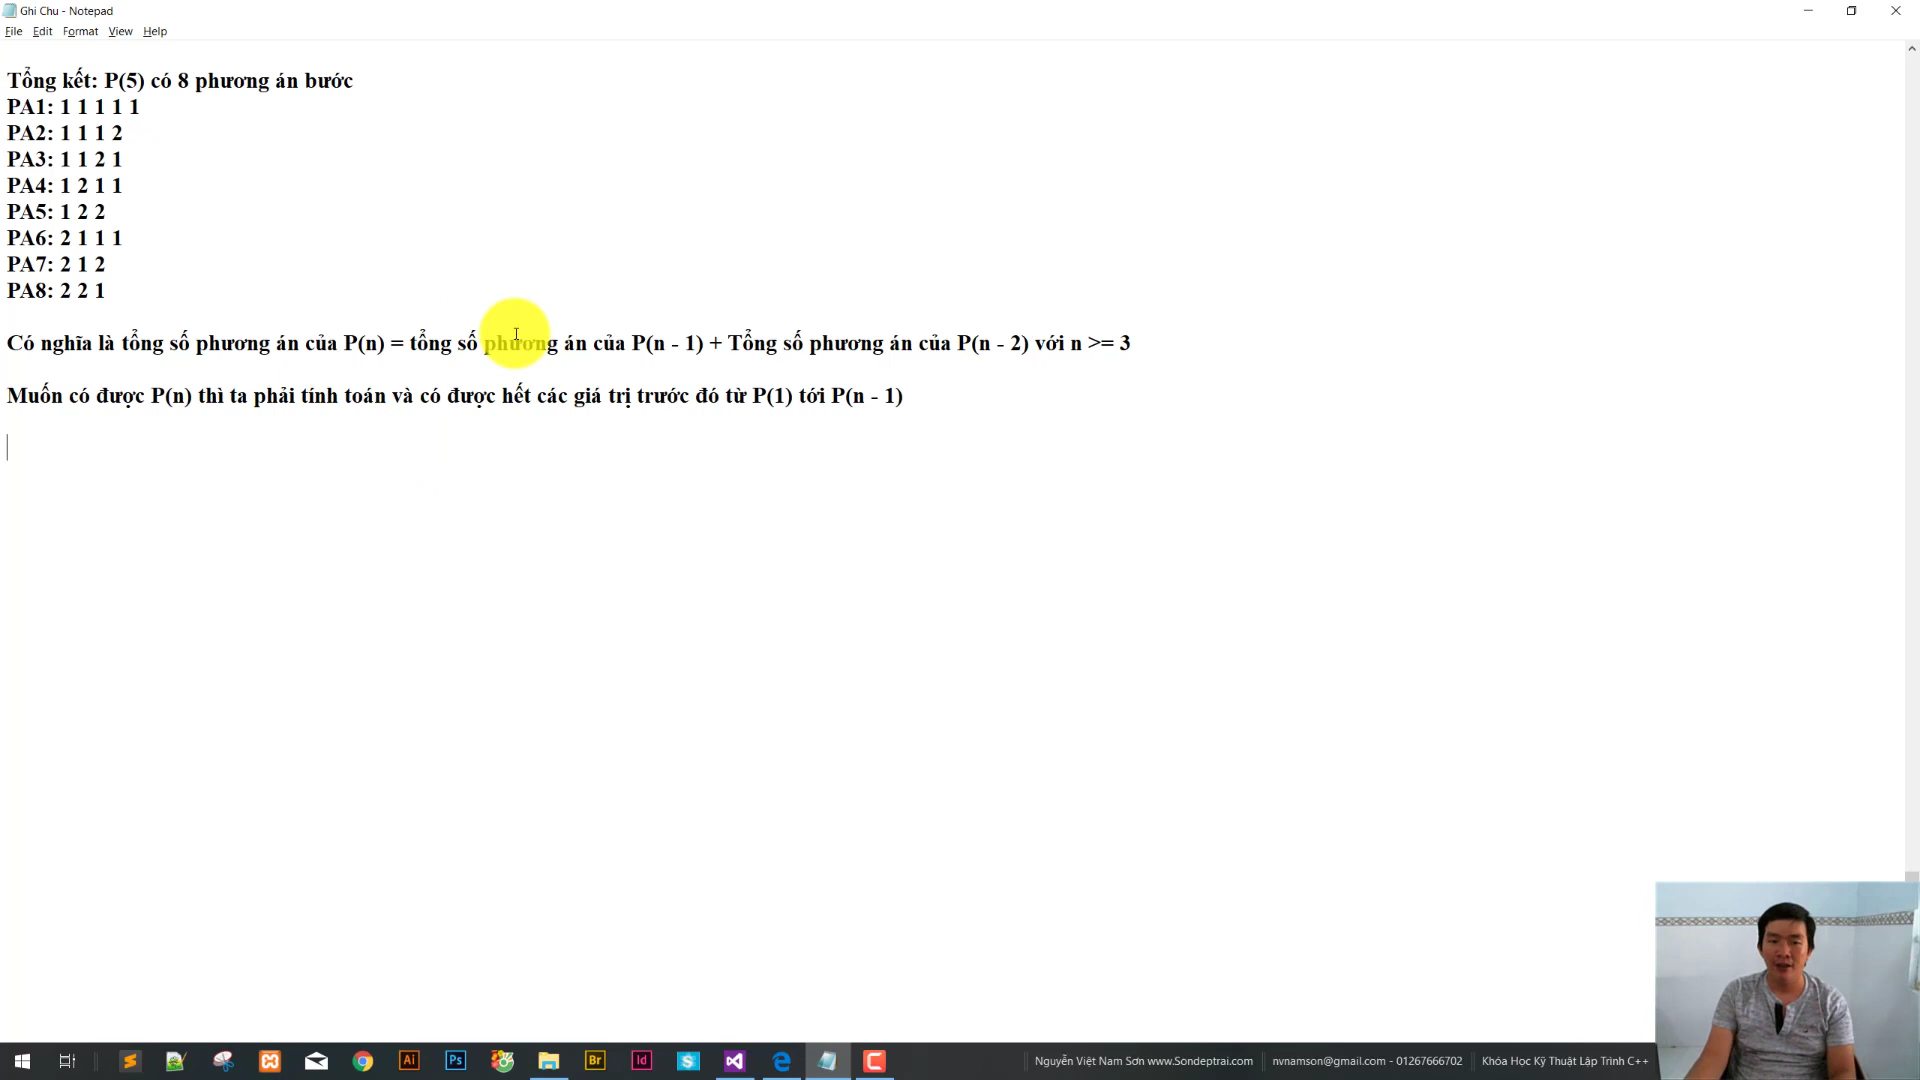 Ghi Chu - Notepad
File Edit Format View Help
Tổng kết: P(5) có 8 phương án bước
PA1: 1 1 1 1 1
PA2: 1 1 1 2
PA3: 1 1 2 1
PA4: 1 2 1 1
PA5: 1 2 2
PA6: 2 1 1 1
PA7: 2 1 2
PA8: 2 2 1
Có nghĩa là tổng số phương án của P(n) = tổng số phương án của P(n - 1) + Tổng số phương án của P(n - 2) với n >= 3
Muốn có được P(n) thì ta phải tính toán và có được hết các giá trị trước đó từ P(1) tới P(n - 1)
Ai Ps Br Id S
Nguyễn Việt Nam Sơn www.Sondeptrai.com nvnamson@gmail.com - 01267666702 Khóa Học Kỹ Thuật Lập Trình C++